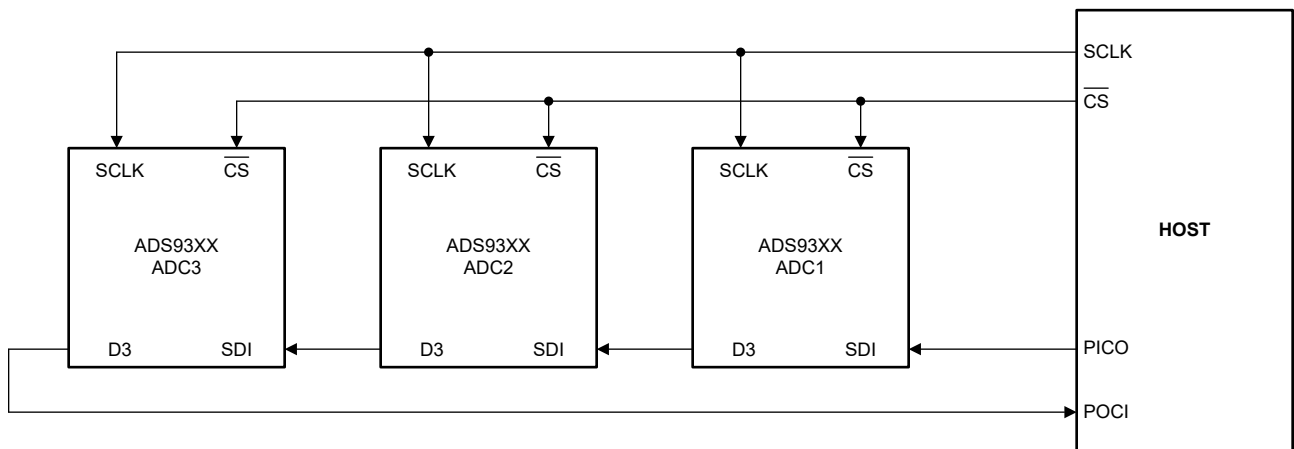 SCLK
CS
SCLK CS SCLK CS SCLK CS
HOST
ADS93XX ADS93XX ADS93XX
ADC3 ADC2 ADC1
D3 SDI D3 SDI D3 SDI PICO
POCI